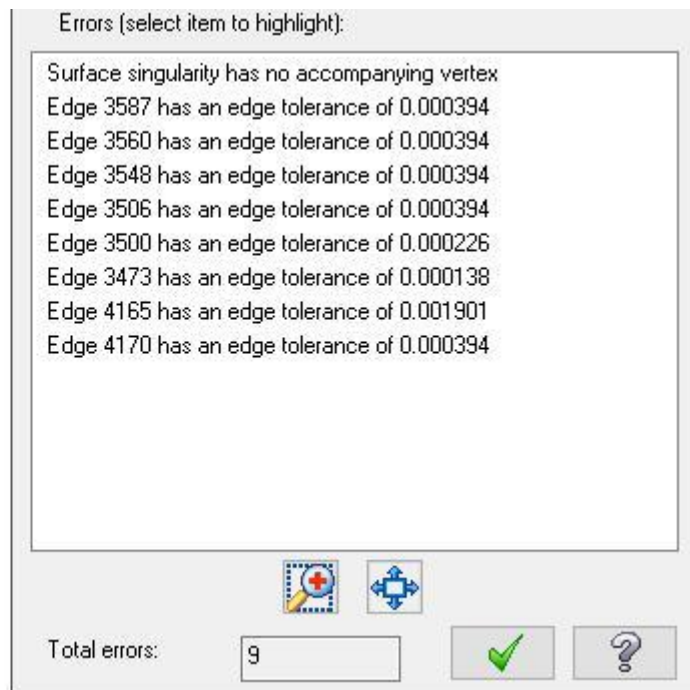 Errors (select item to highlight):
Surface singularity has no accompanying vertex
Edge 3587 has an edge tolerance of 0.000394
Edge 3560 has an edge tolerance of 0.000394
Edge 3548 has an edge tolerance of 0.000394
Edge 3506 has an edge tolerance of 0.000394
Edge 3500 has an edge tolerance of 0.000226
Edge 3473 has an edge tolerance of 0.000138
Edge 4165 has an edge tolerance of 0.001901
Edge 4170 has an edge tolerance of 0.000394
Total errors: 9